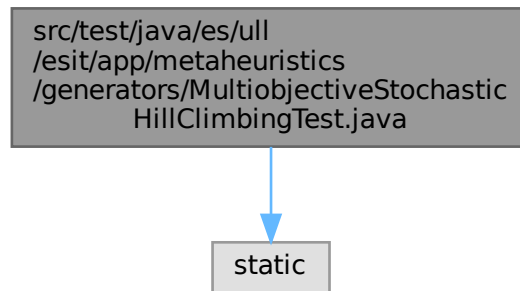 src/test/java/es/ull
/esit/app/metaheuristics
/generators/MultiobjectiveStochastic
HillClimbingTest.java
static